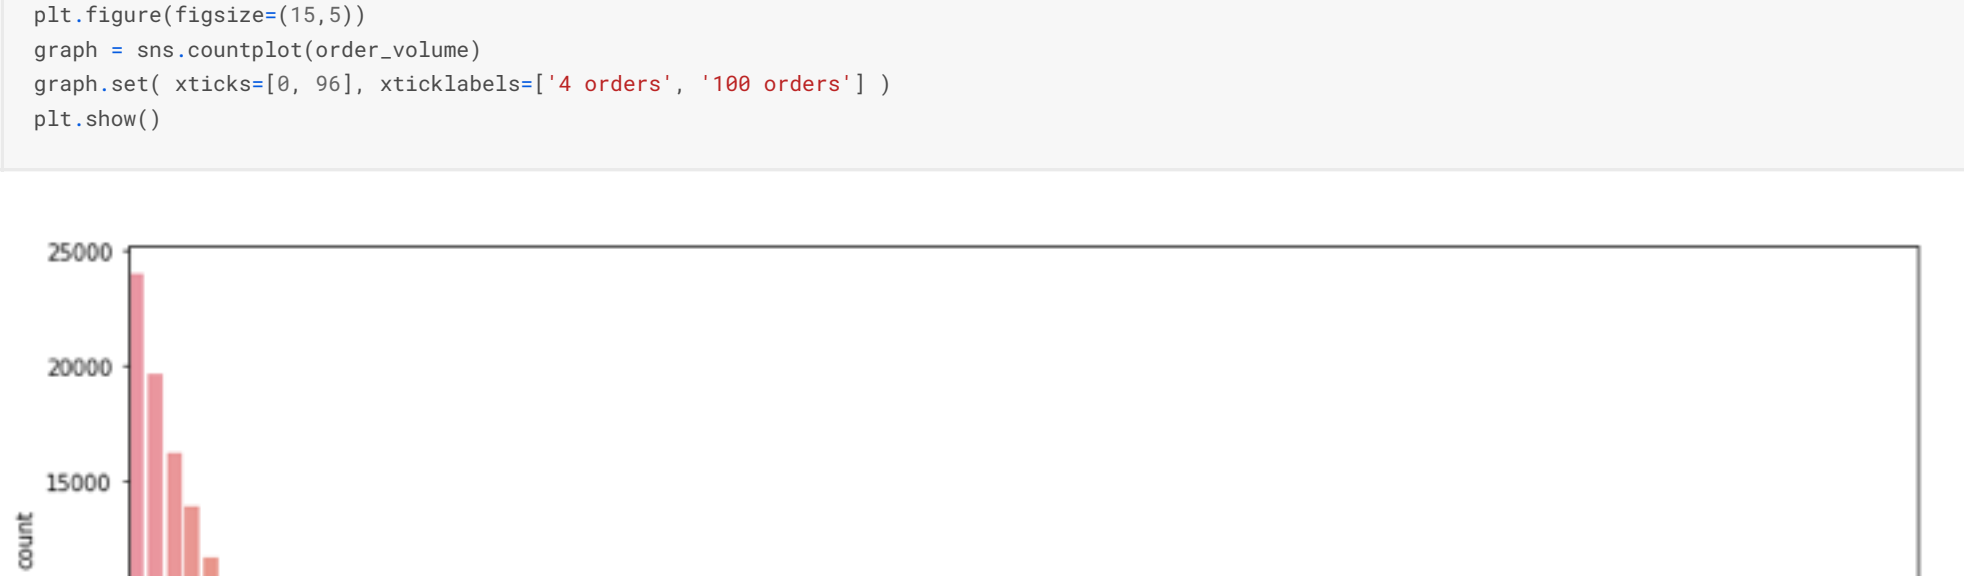 plt.figure(figsize=(15,5))
graph = sns.countplot(order_volume)
graph.set( xticks=[0, 96], xticklabels=['4 orders', '100 orders'] )
plt.show()
25000
20000
15000
count